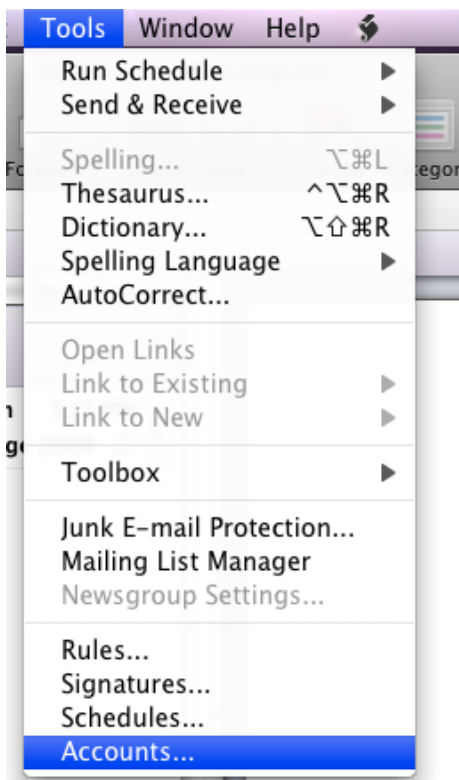 Tools Window Help
Run Schedule
Send & Receive
Spelling... ⌥⌘L
Thesaurus... ^⌥⌘R
Dictionary... ⌥⇧⌘R
Spelling Language
AutoCorrect...
Open Links
Link to Existing
Link to New
Toolbox
Junk E-mail Protection...
Mailing List Manager
Newsgroup Settings...
Rules...
Signatures...
Schedules...
Accounts...